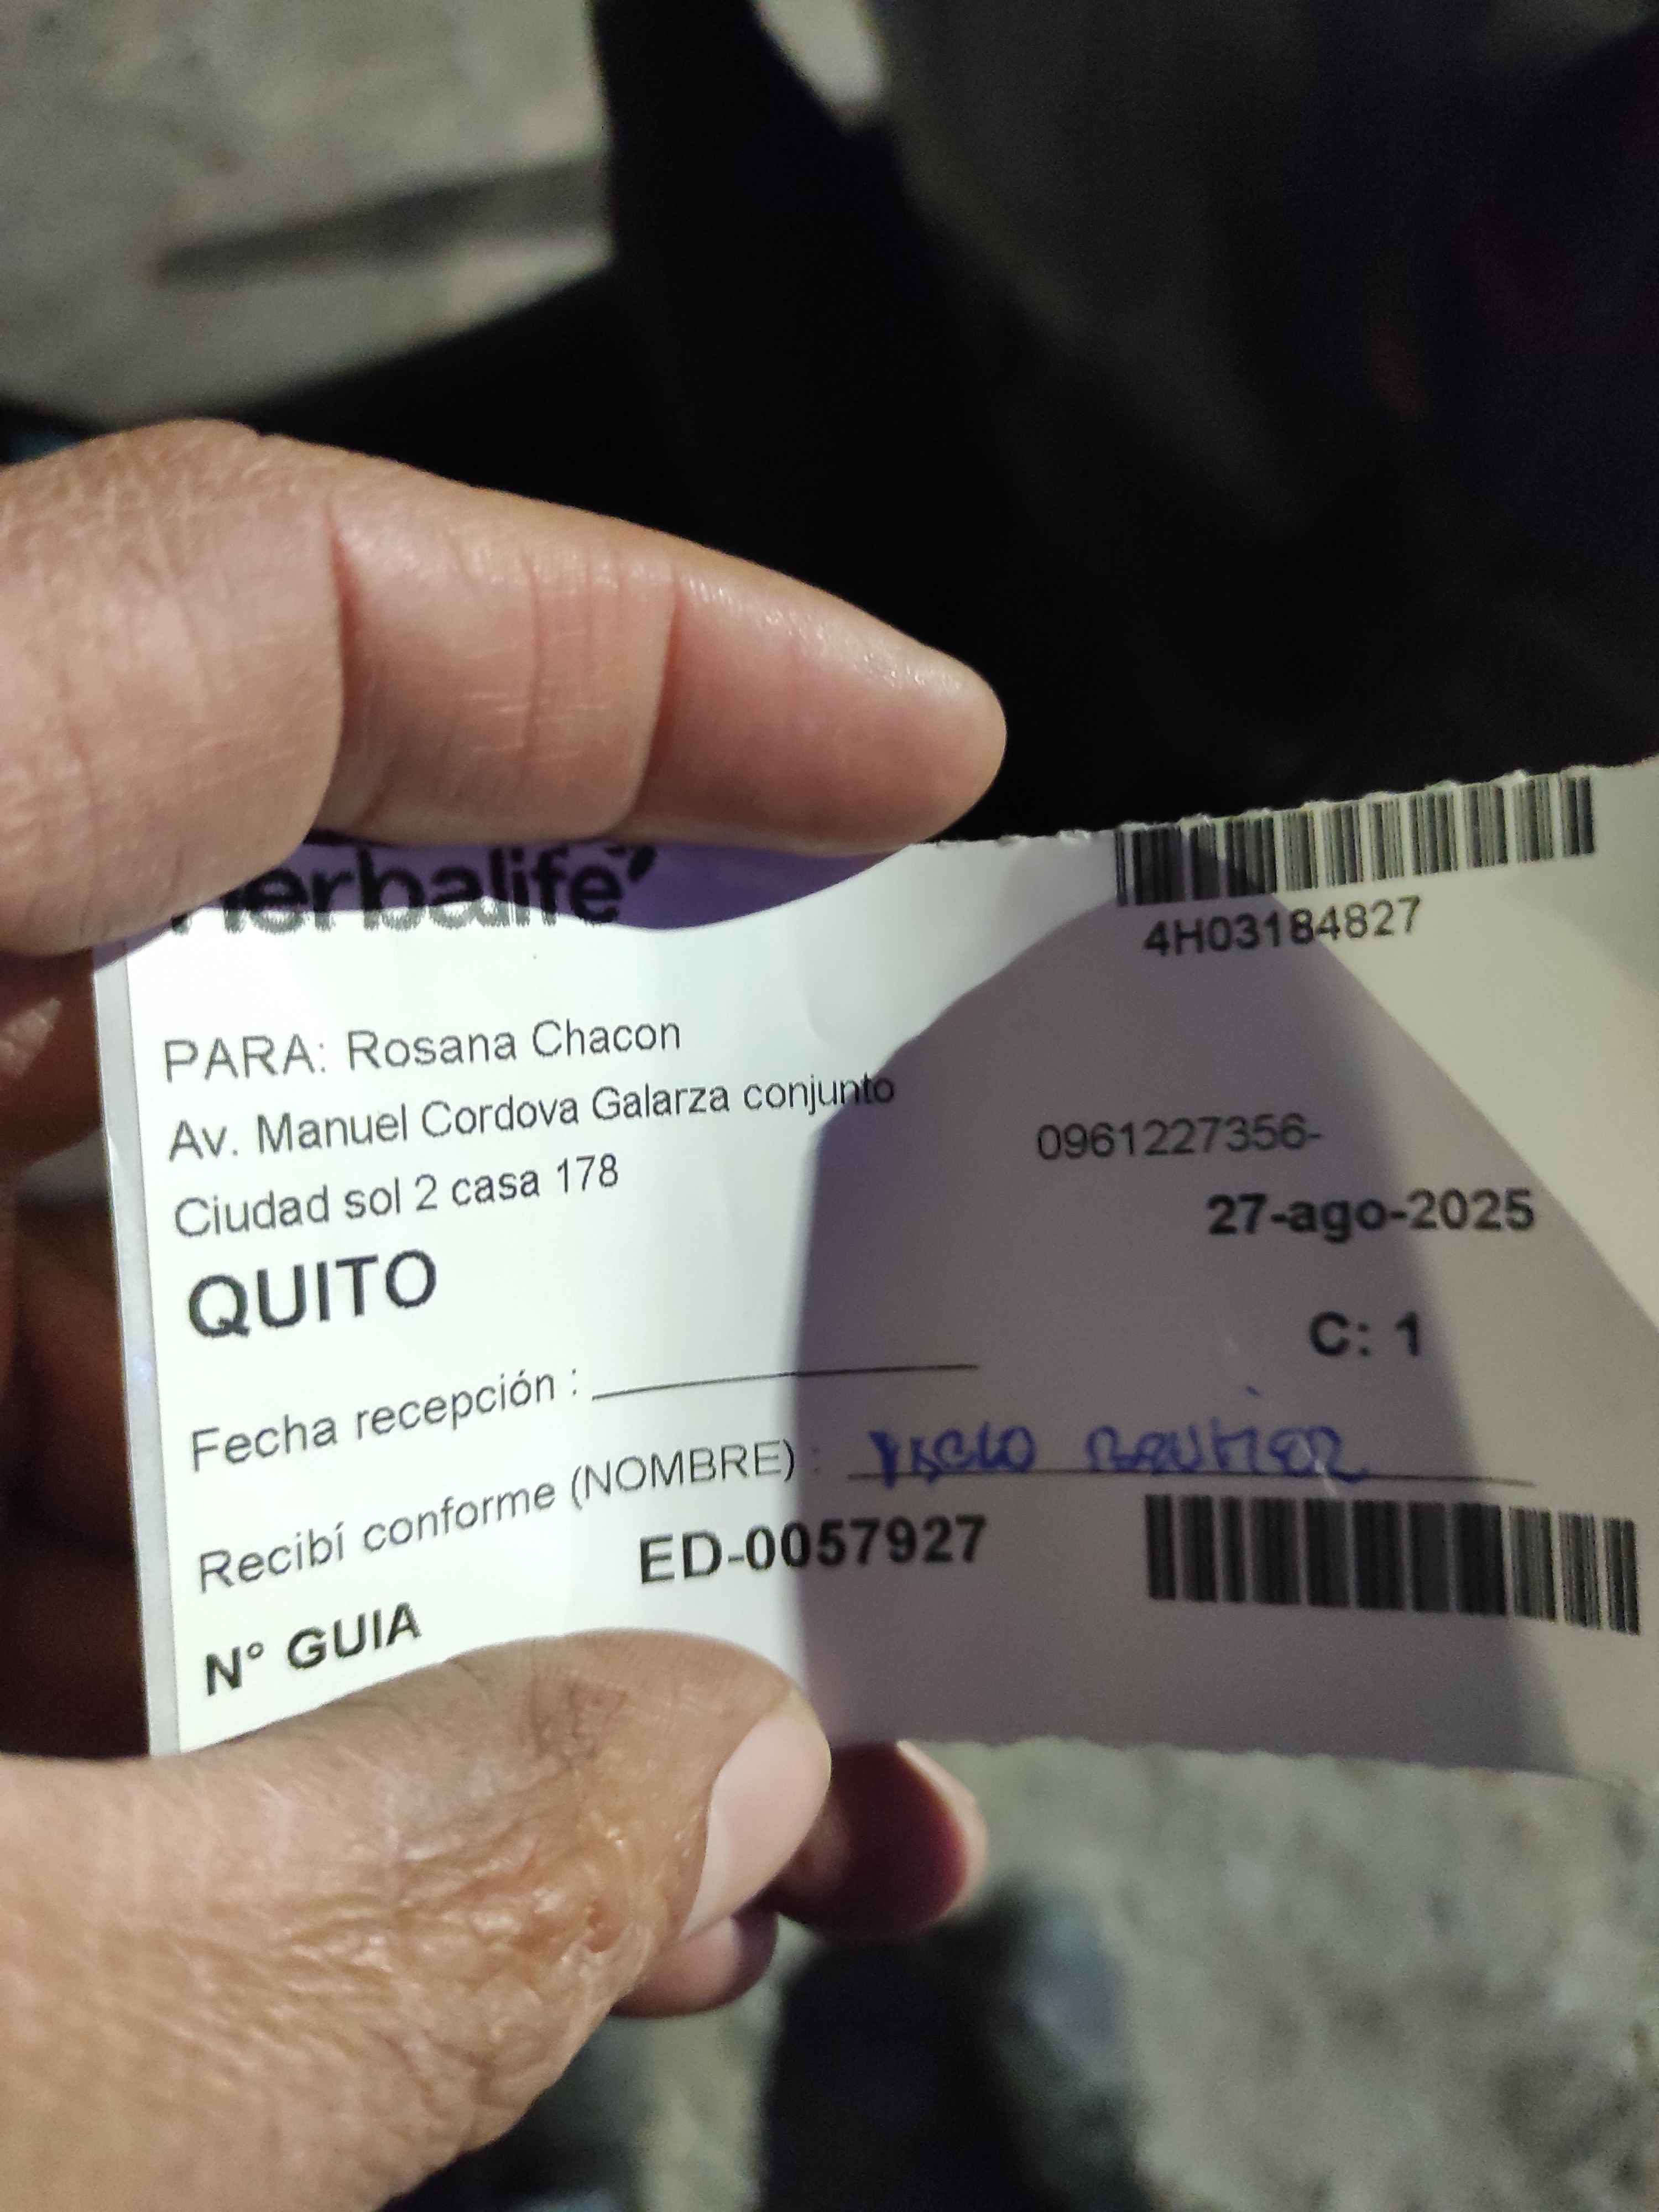 Herbalife
4H03184827
PARA: Rosana Chacon
Av. Manuel Cordova Galarza conjunto
0961227356-
Ciudad sol 2 casa 178
27-ago-2025
QUITO
C: 1
Fecha recepción :
Recibí conforme (NOMBRE) :
N° GUIA ED-0057927